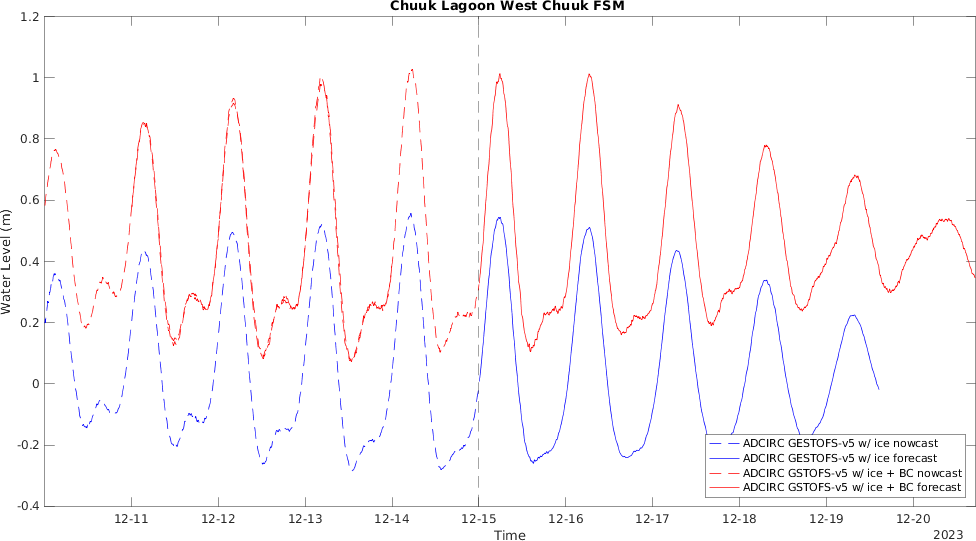 Chuuk Lagoon West Chuuk FSM
Water Level (m)
1.2
1
0.8
0.6
0.4
0.2
0
-0.2
-0.4
12-11 12-12 12-13 12-14 12-15 12-16 12-17 12-18 12-19 12-20
Time
2023
ADCIRC GESTOFS-v5 w/ ice nowcast
ADCIRC GESTOFS-v5 w/ ice forecast
ADCIRC GSTOFS-v5 w/ ice + BC nowcast
ADCIRC GSTOFS-v5 w/ ice + BC forecast